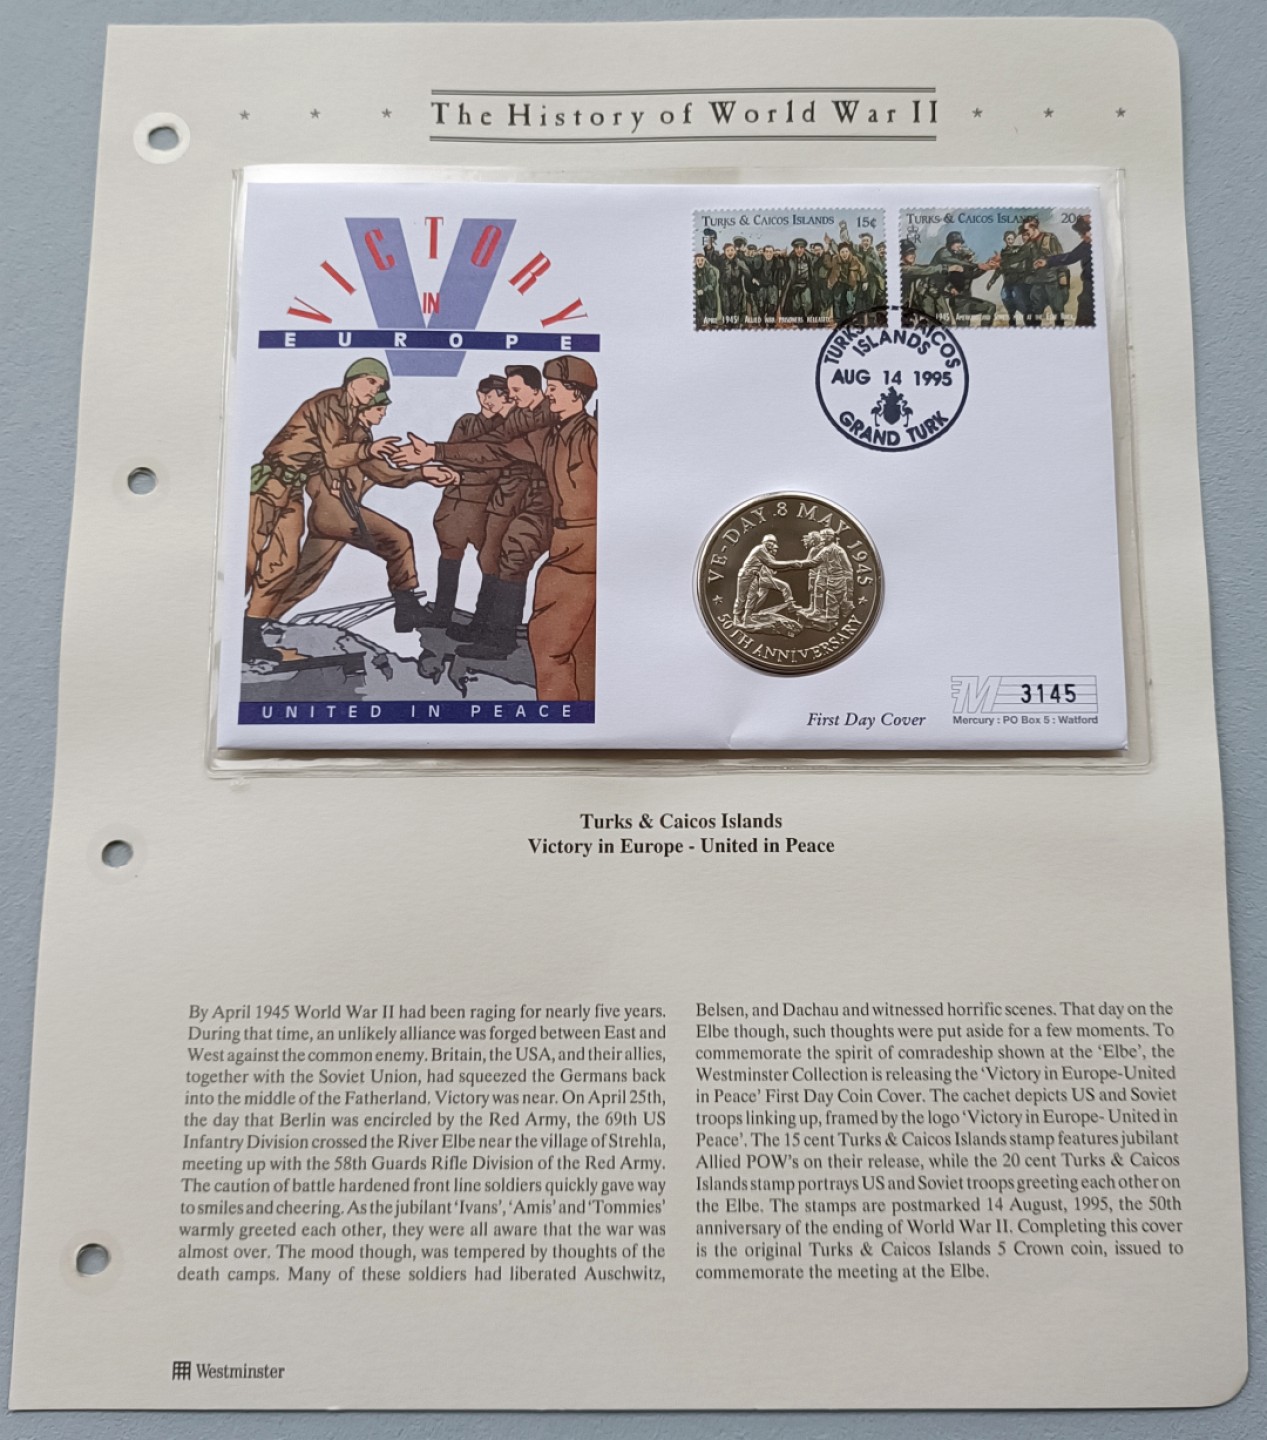 The History of World War II
VICTORY
IN
EUROPE
UNITED IN PEACE
TURKS & CAICOS ISLANDS 15¢
APRIL 1945: ALLIED WAR PRISONERS RELEASED
TURKS & CAICOS ISLANDS 20¢
TURKS & CAICOS
ISLANDS
AUG 14 1995
GRAND TURK
VE-DAY 8 MAY 1945
50TH ANNIVERSARY
First Day Cover
M 3145
Mercury : PO Box 5 : Watford
Turks & Caicos Islands
Victory in Europe - United in Peace
By April 1945 World War II had been raging for nearly five years.
During that time, an unlikely alliance was forged between East and
West against the common enemy. Britain, the USA, and their allies,
together with the Soviet Union, had squeezed the Germans back
into the middle of the Fatherland. Victory was near. On April 25th,
the day that Berlin was encircled by the Red Army, the 69th US
Infantry Division crossed the River Elbe near the village of Strehla,
meeting up with the 58th Guards Rifle Division of the Red Army.
The caution of battle hardened front line soldiers quickly gave way
to smiles and cheering. As the jubilant 'Ivans', 'Amis' and 'Tommies'
warmly greeted each other, they were all aware that the war was
almost over. The mood though, was tempered by thoughts of the
death camps. Many of these soldiers had liberated Auschwitz,
Belsen, and Dachau and witnessed horrific scenes. That day on the
Elbe though, such thoughts were put aside for a few moments. To
commemorate the spirit of comradeship shown at the 'Elbe', the
Westminster Collection is releasing the 'Victory in Europe-United
in Peace' First Day Coin Cover. The cachet depicts US and Soviet
troops linking up, framed by the logo 'Victory in Europe- United in
Peace'. The 15 cent Turks & Caicos Islands stamp features jubilant
Allied POW's on their release, while the 20 cent Turks & Caicos
Islands stamp portrays US and Soviet troops greeting each other on
the Elbe. The stamps are postmarked 14 August, 1995, the 50th
anniversary of the ending of World War II. Completing this cover
is the original Turks & Caicos Islands 5 Crown coin, issued to
commemorate the meeting at the Elbe.
Westminster